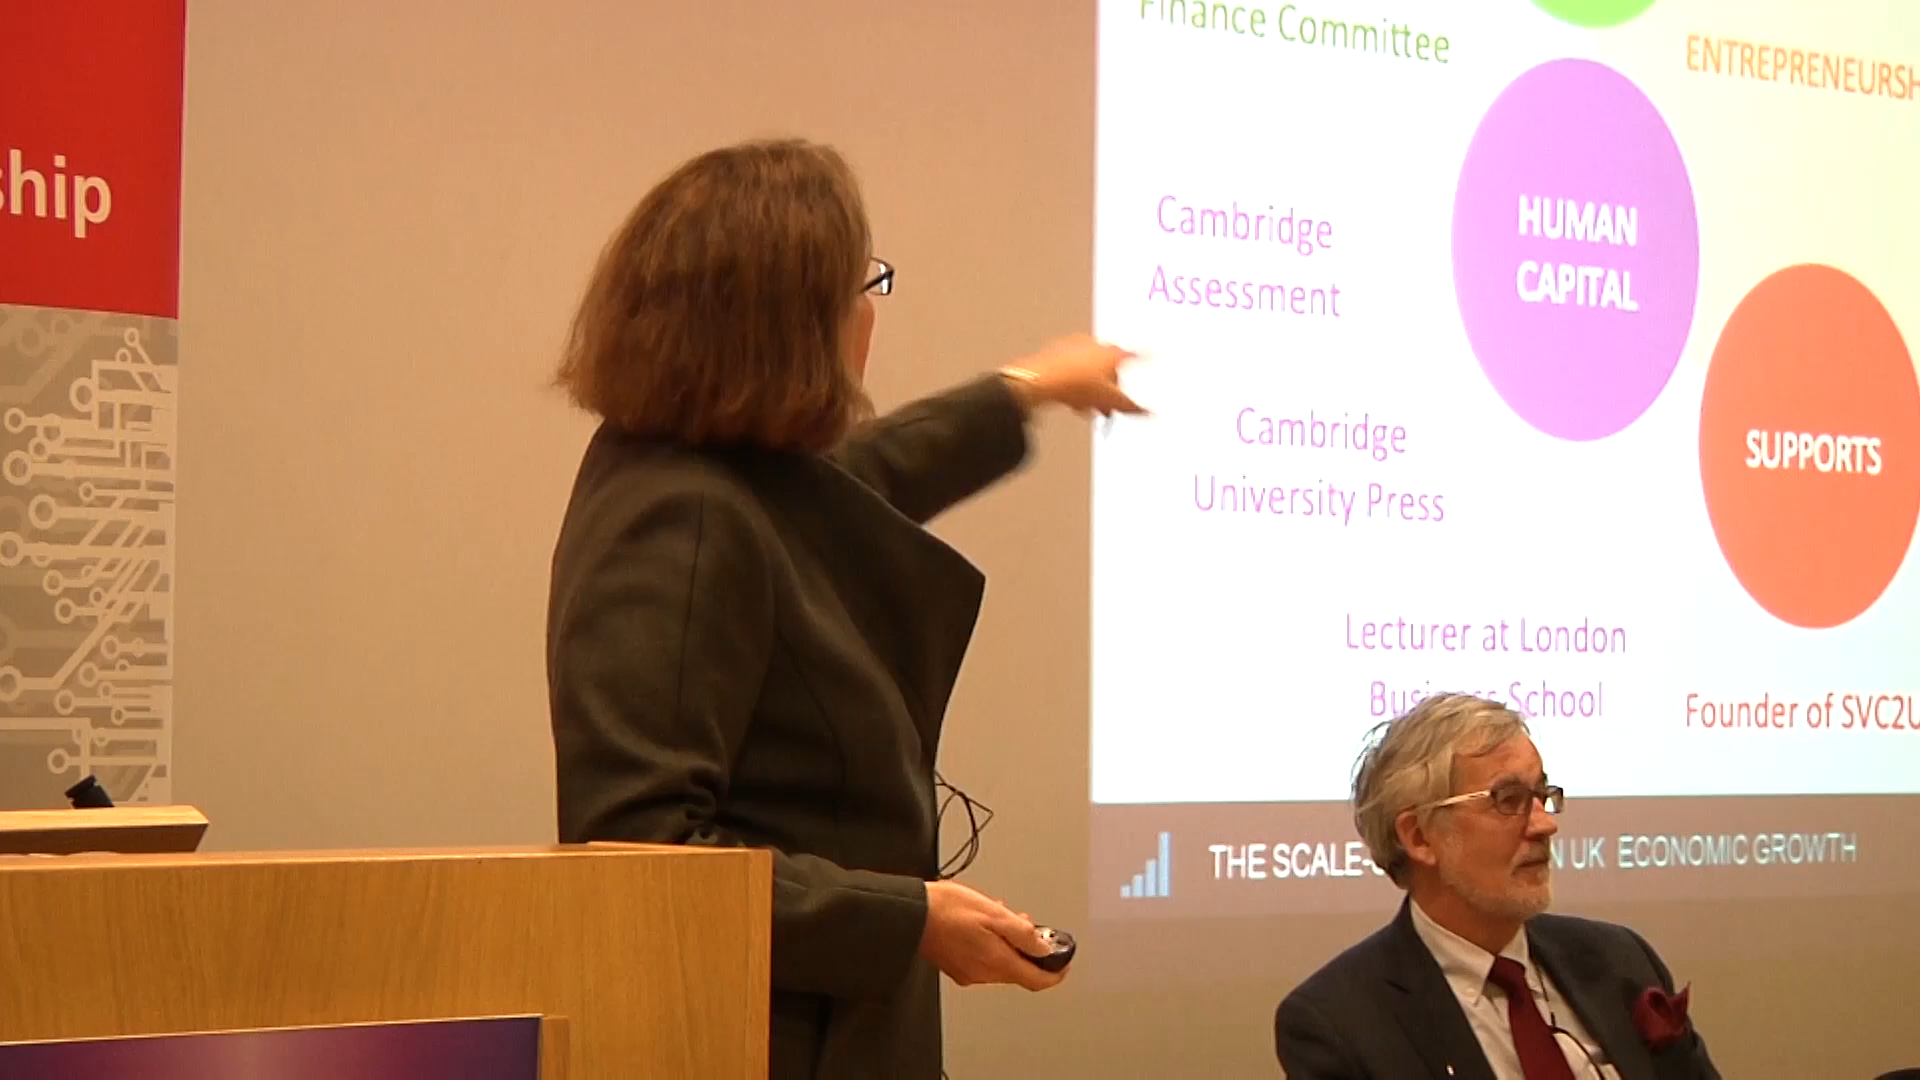 ship
Finance Committee
ENTREPRENEURSH
HUMAN
CAPITAL
Cambridge
Assessment
SUPPORTS
Cambridge
University Press
Lecturer at London
Business School
Founder of SVC2U
THE SCALE- N UK ECONOMIC GROWTH